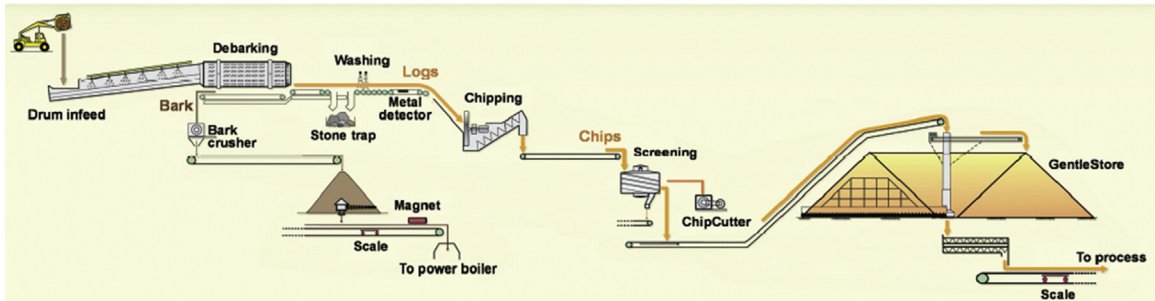 Debarking
Washing
Logs
Drum infeed
Bark
Metal
detector
Chipping
Stone trap
Bark
crusher
Chips
Screening
GentleStore
ChipCutter
Magnet
Scale
To power boiler
To process
Scale